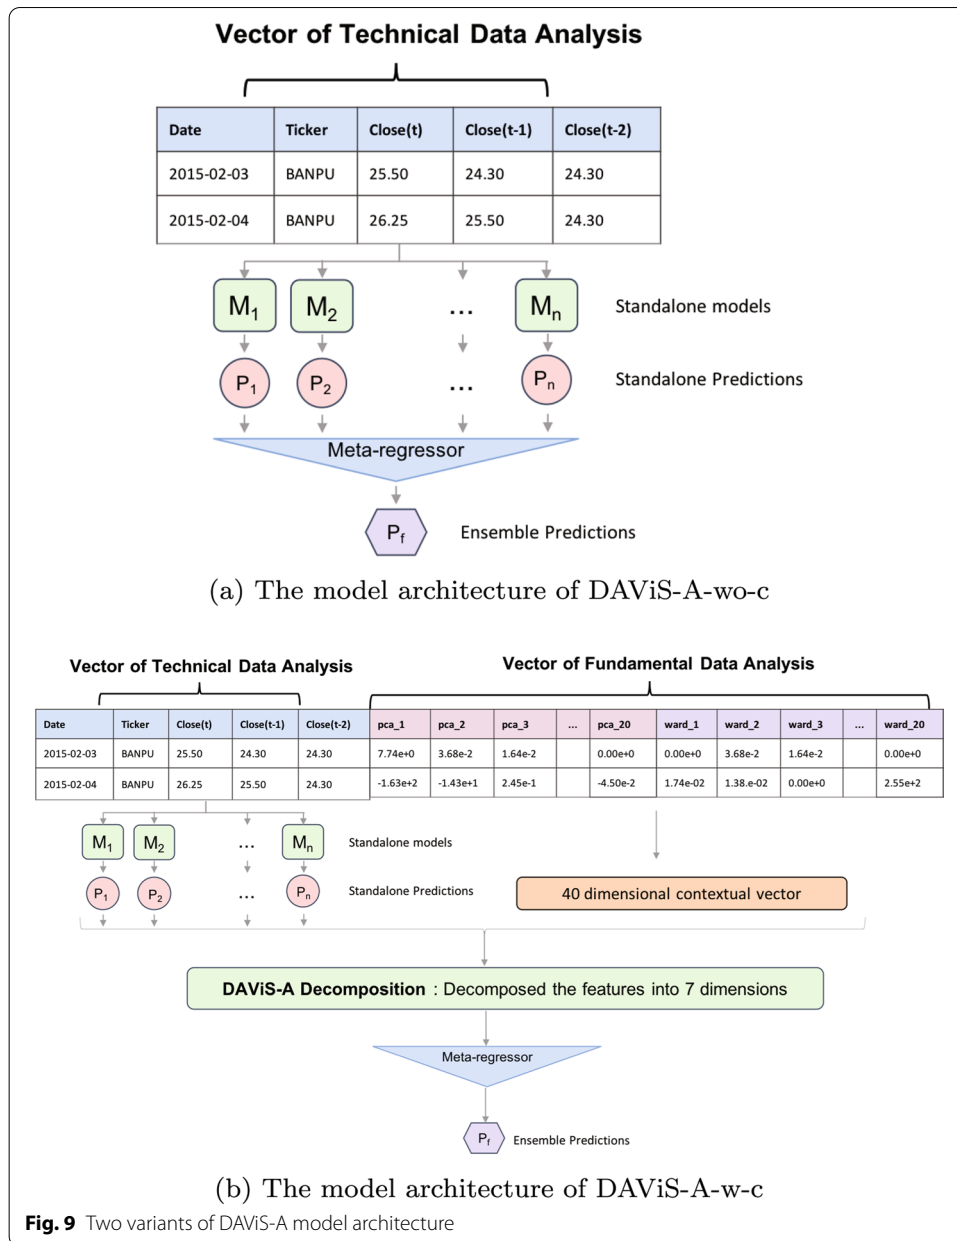 Vector of Technical Data Analysis
Date Ticker Close(t) Close(t-1) Close(t-2)
2015-02-03 BANPU 25.50 24.30 24.30
2015-02-04 BANPU 26.25 25.50 24.30
M1 M2 ... Mn Standalone models
P1 P2 ... Pn Standalone Predictions
Meta-regressor
Pf Ensemble Predictions
(a) The model architecture of DAViS-A-wo-c
Vector of Technical Data Analysis Vector of Fundamental Data Analysis
Date Ticker Close(t) Close(t-1) Close(t-2) pca_1 pca_2 pca_3 ... pca_20 ward_1 ward_2 ward_3 ... ward_20
2015-02-03 BANPU 25.50 24.30 24.30 7.74e+0 3.68e-2 1.64e-2 0.00e+0 0.00e+0 3.68e-2 1.64e-2 0.00e+0
2015-02-04 BANPU 26.25 25.50 24.30 -1.63e+2 -1.43e+1 2.45e-1 -4.50e-2 1.74e-02 1.38.e-02 0.00e+0 2.55e+2
M1 M2 ... Mn Standalone models
P1 P2 ... Pn Standalone Predictions 40 dimensional contextual vector
DAViS-A Decomposition : Decomposed the features into 7 dimensions
Meta-regressor
Pf Ensemble Predictions
(b) The model architecture of DAViS-A-w-c
Fig. 9 Two variants of DAViS-A model architecture